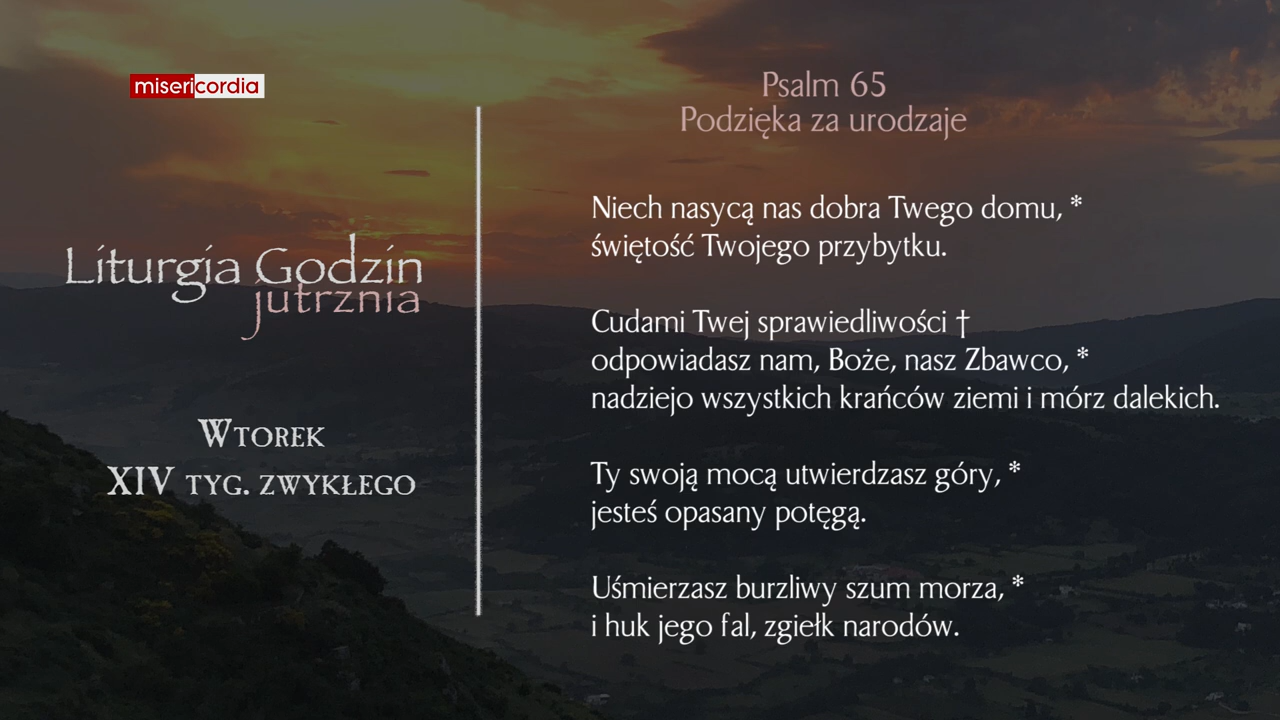 misericordia
Liturgia Godzin
jutrznia
Wtorek
XIV tyg. zwykłego
Psalm 65
Podzięka za urodzaje
Niech nasycą nas dobra Twego domu, *
świętość Twojego przybytku.
Cudami Twej sprawiedliwości †
odpowiadasz nam, Boże, nasz Zbawco, *
nadziejo wszystkich krańców ziemi i mórz dalekich.
Ty swoją mocą utwierdzasz góry, *
jesteś opasany potęgą.
Uśmierzasz burzliwy szum morza, *
i huk jego fal, zgiełk narodów.